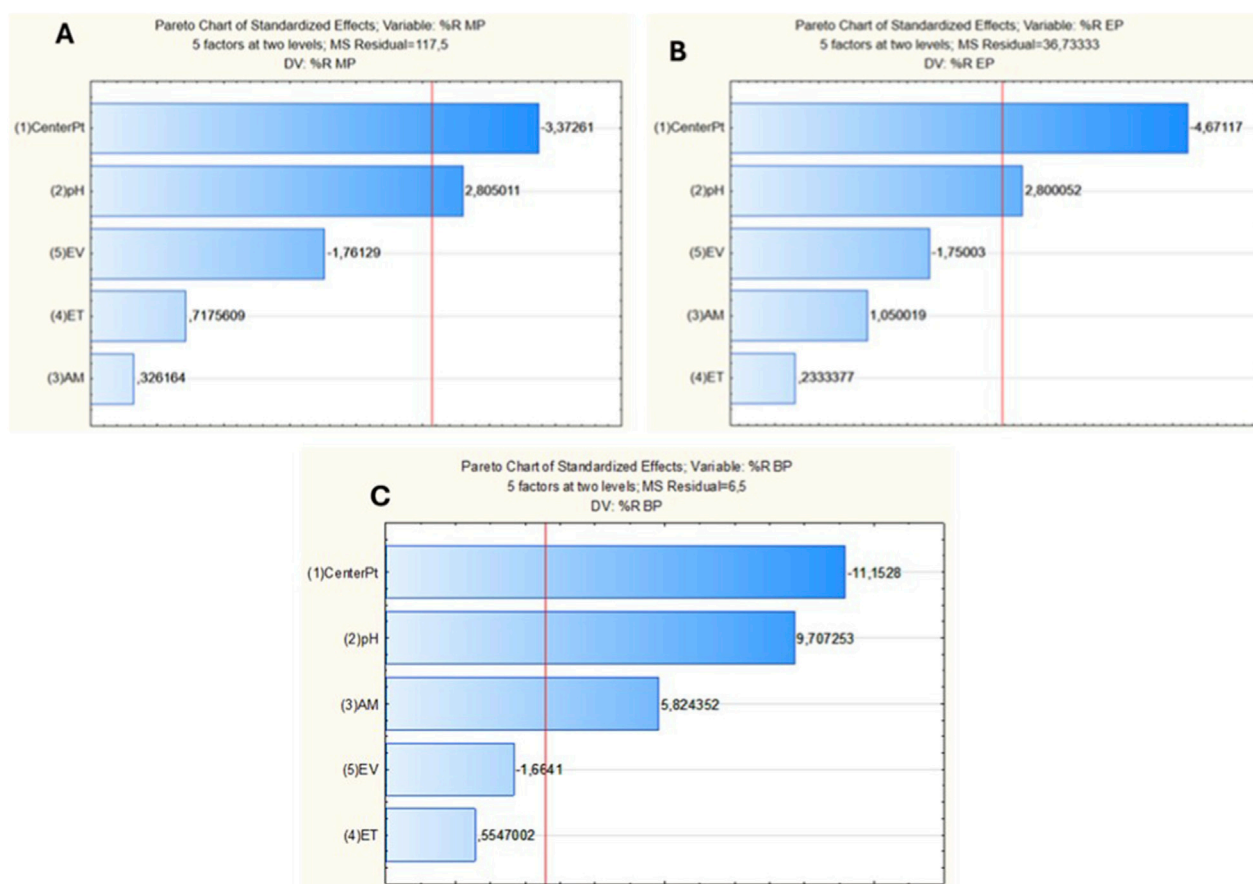 A
Pareto Chart of Standardized Effects; Variable: %R MP
5 factors at two levels; MS Residual=117,5
DV: %R MP
(1)CenterPt
-3,37261
(2)pH
2,805011
(5)EV
-1,76129
(4)ET
,7175609
(3)AM
,326164
B
Pareto Chart of Standardized Effects; Variable: %R EP
5 factors at two levels; MS Residual=36,73333
DV: %R EP
(1)CenterPt
-4,67117
(2)pH
2,800052
(5)EV
-1,75003
(3)AM
1,050019
(4)ET
,2333377
C
Pareto Chart of Standardized Effects; Variable: %R BP
5 factors at two levels; MS Residual=6,5
DV: %R BP
(1)CenterPt
-11,1528
(2)pH
9,707253
(3)AM
5,824352
(5)EV
-1,6641
(4)ET
,5547002